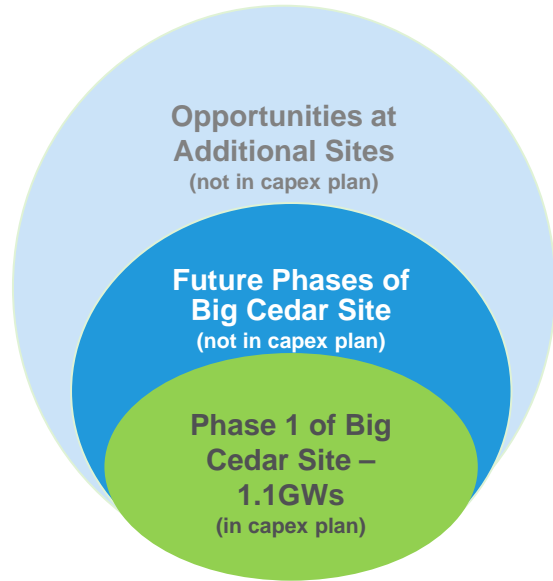 Opportunities at
Additional Sites
(not in capex plan)
Future Phases of
Big Cedar Site
(not in capex plan)
Phase 1 of Big
Cedar Site –
1.1GWs
(in capex plan)